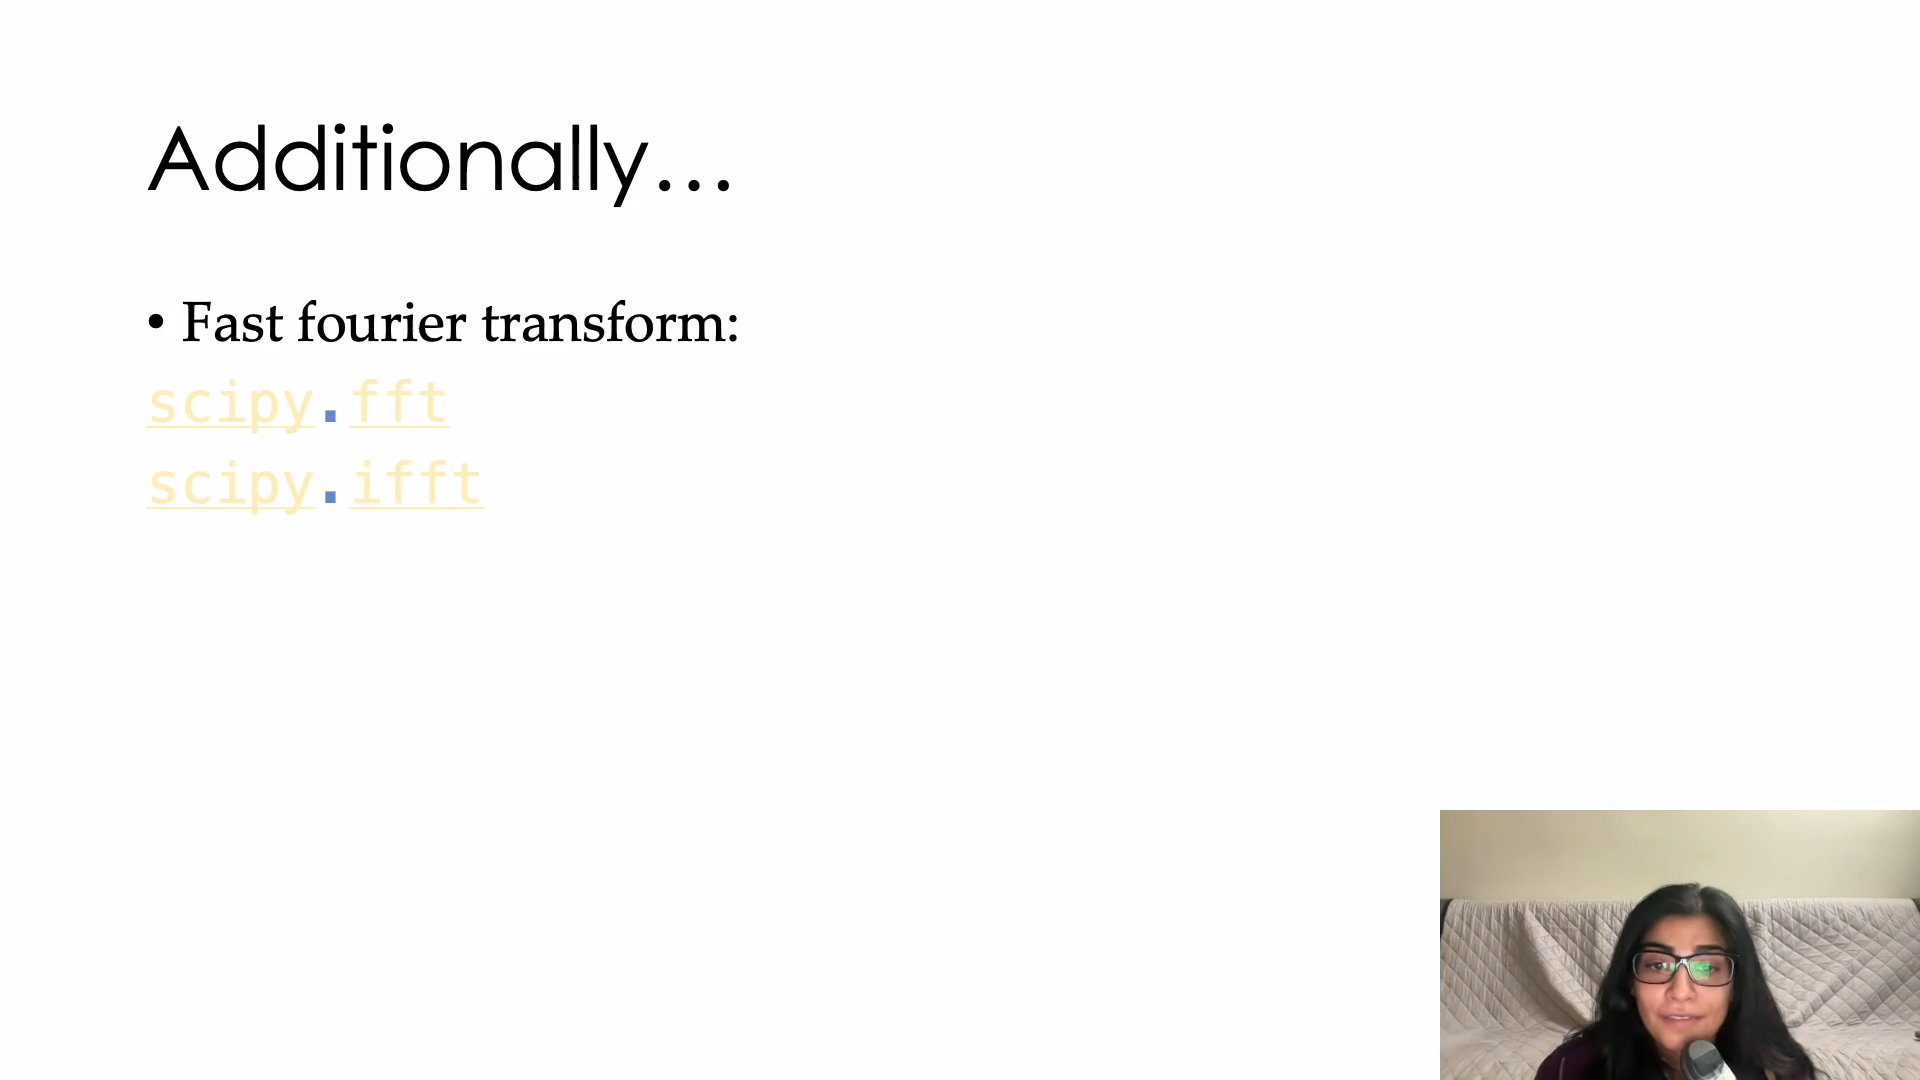 Additionally…
• Fast fourier transform:
scipy.fft
scipy.ifft